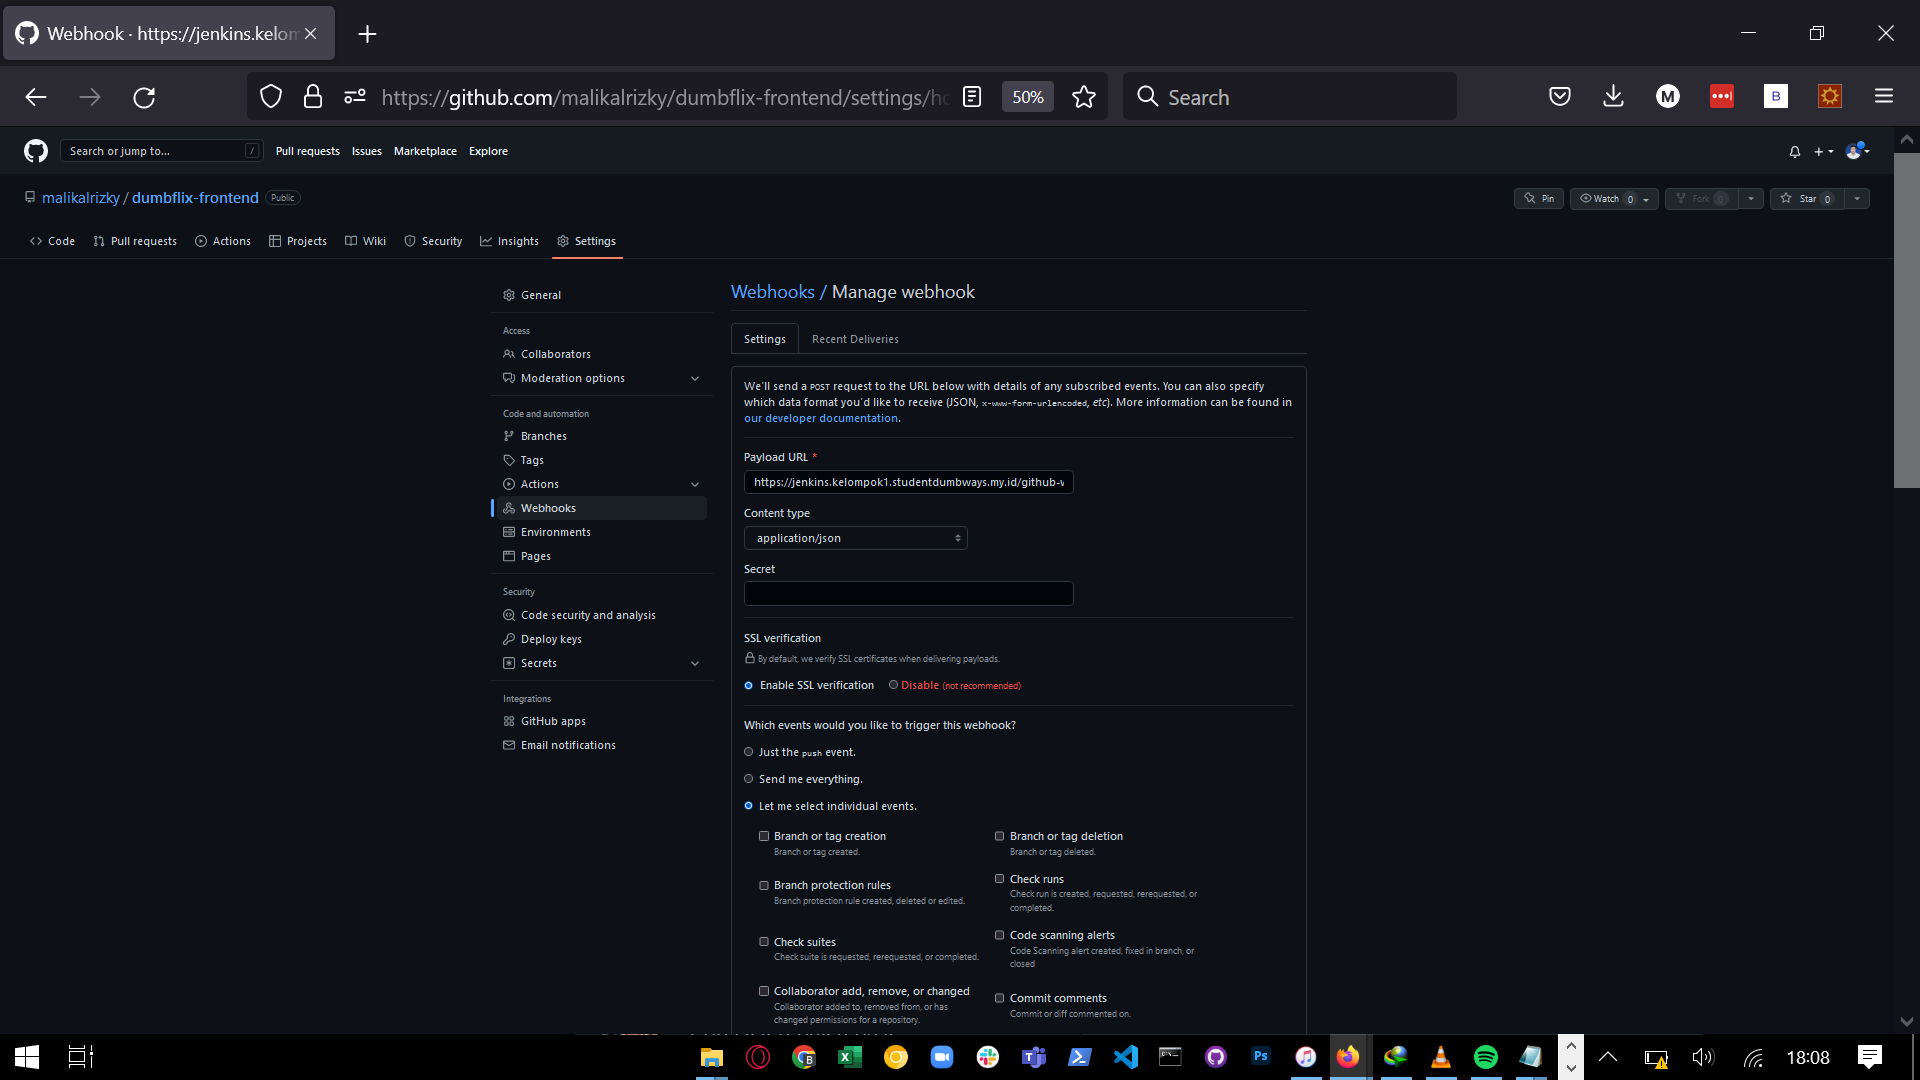 Webhook · https://jenkins.kelom
https://github.com/malikalrizky/dumbflix-frontend/settings/ho
50%
Search
M
B
Search or jump to...
/
Pull requests
Issues
Marketplace
Explore
malikalrizky / dumbflix-frontend
Public
Pin
Watch 0
Fork 0
Star 0
Code
Pull requests
Actions
Projects
Wiki
Security
Insights
Settings
General
Access
Collaborators
Moderation options
Code and automation
Branches
Tags
Actions
Webhooks
Environments
Pages
Security
Code security and analysis
Deploy keys
Secrets
Integrations
GitHub apps
Email notifications
Webhooks / Manage webhook
Settings
Recent Deliveries
We'll send a POST request to the URL below with details of any subscribed events. You can also specify
which data format you'd like to receive (JSON, x-www-form-urlencoded, etc). More information can be found in
our developer documentation.
Payload URL *
https://jenkins.kelompok1.studentdumbways.my.id/github-w
Content type
application/json
Secret
SSL verification
By default, we verify SSL certificates when delivering payloads.
Enable SSL verification
Disable (not recommended)
Which events would you like to trigger this webhook?
Just the push event.
Send me everything.
Let me select individual events.
Branch or tag creation
Branch or tag created.
Branch or tag deletion
Branch or tag deleted.
Branch protection rules
Branch protection rule created, deleted or edited.
Check runs
Check run is created, requested, rerequested, or
completed.
Check suites
Check suite is requested, rerequested, or completed.
Code scanning alerts
Code Scanning alert created, fixed in branch, or
closed
Collaborator add, remove, or changed
Collaborator added to, removed from, or has
changed permissions for a repository.
Commit comments
Commit or diff commented on.
Ps
18:08